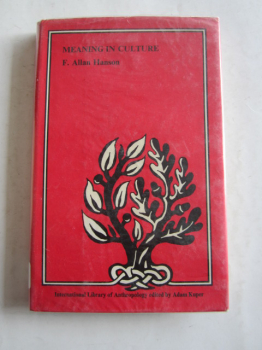 MEANING IN CULTURE
F. Allan Hanson
International Library of Anthropology edited by Adam Kuper